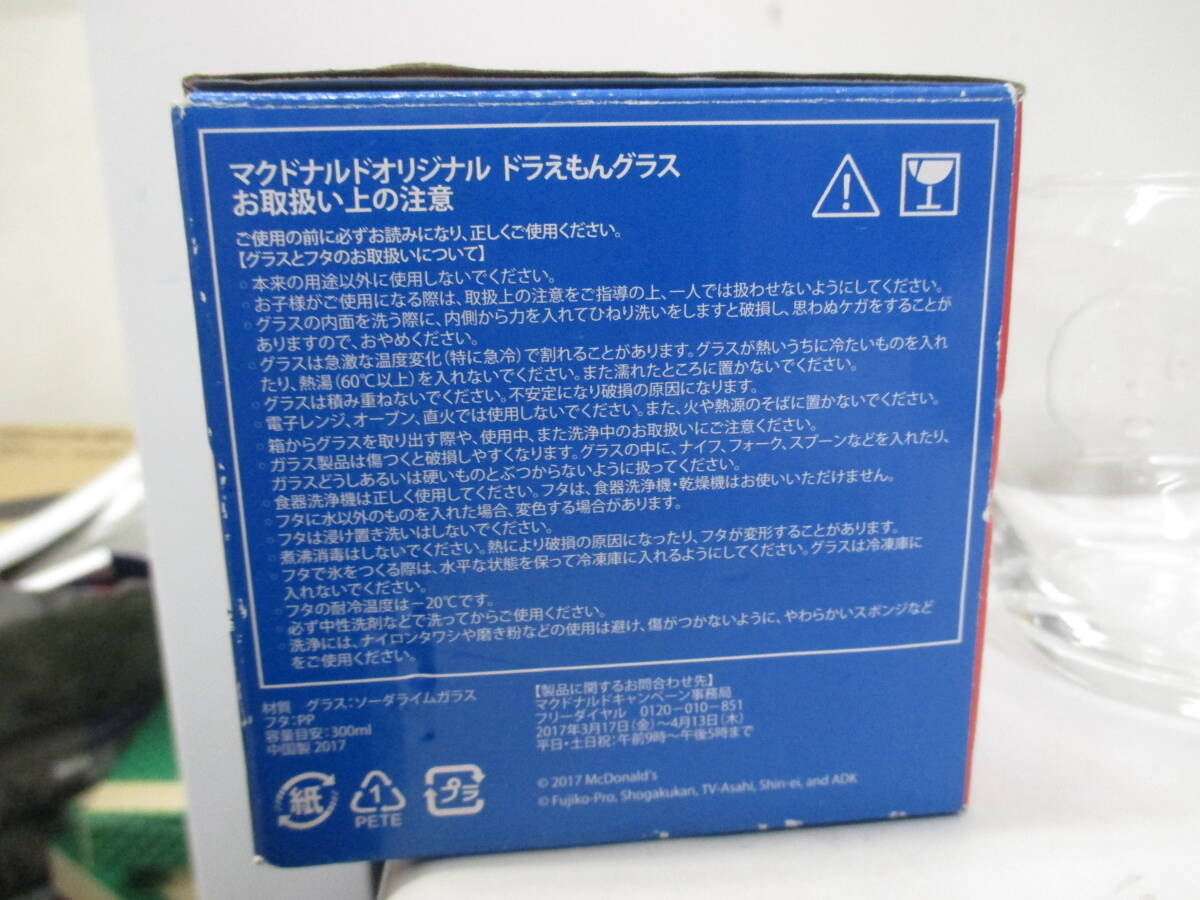 マクドナルドオリジナル ドラえもんグラス
お取扱い上の注意
ご使用の前に必ずお読みになり、正しくご使用ください。
【グラスとフタのお取扱いについて】
○本来の用途以外に使用しないでください。
○お子様がご使用になる際は、取扱上の注意をご指導の上、一人では扱わせないようにしてください。
○グラスの内面を洗う際に、内側から力を入れてひねり洗いをしますと破損し、思わぬケガをすることが
ありますので、おやめください。
○グラスは急激な温度変化（特に急冷）で割れることがあります。グラスが熱いうちに冷たいものを入れ
たり、熱湯（60℃以上）を入れないでください。また濡れたところに置かないでください。
○グラスは積み重ねないでください。不安定になり破損の原因になります。
○電子レンジ、オーブン、直火では使用しないでください。また、火や熱源のそばに置かないでください。
○箱からグラスを取り出す際や、使用中、また洗浄中のお取扱いにご注意ください。
○ガラス製品は傷つくと破損しやすくなります。グラスの中に、ナイフ、フォーク、スプーンなどを入れたり、
ガラスどうしあるいは硬いものとぶつからないように扱ってください。
○食器洗浄機は正しく使用してください。フタは、食器洗浄機・乾燥機はお使いいただけません。
○フタに水以外のものを入れた場合、変色する場合があります。
○フタは浸け置き洗いはしないでください。
○煮沸消毒はしないでください。熱により破損の原因になったり、フタが変形することがあります。
○フタで氷をつくる際は、水平な状態を保って冷凍庫に入れるようにしてください。グラスは冷凍庫に
入れないでください。
○フタの耐冷温度は－20℃です。
○必ず中性洗剤などで洗ってからご使用ください。
○洗浄には、ナイロンタワシや磨き粉などの使用は避け、傷がつかないように、やわらかいスポンジなど
をご使用ください。
材質 グラス：ソーダライムガラス
フタ：PP
容量目安：300ml
中国製 2017
【製品に関するお問合わせ先】
マクドナルドキャンペーン事務局
フリーダイヤル 0120－010－851
2017年3月17日（金）～4月13日（木）
平日・土日祝：午前9時～午後5時まで
紙
1
PETE
プラ
© 2017 McDonald's
© Fujiko-Pro, Shogakukan, TV-Asahi, Shin-ei, and ADK